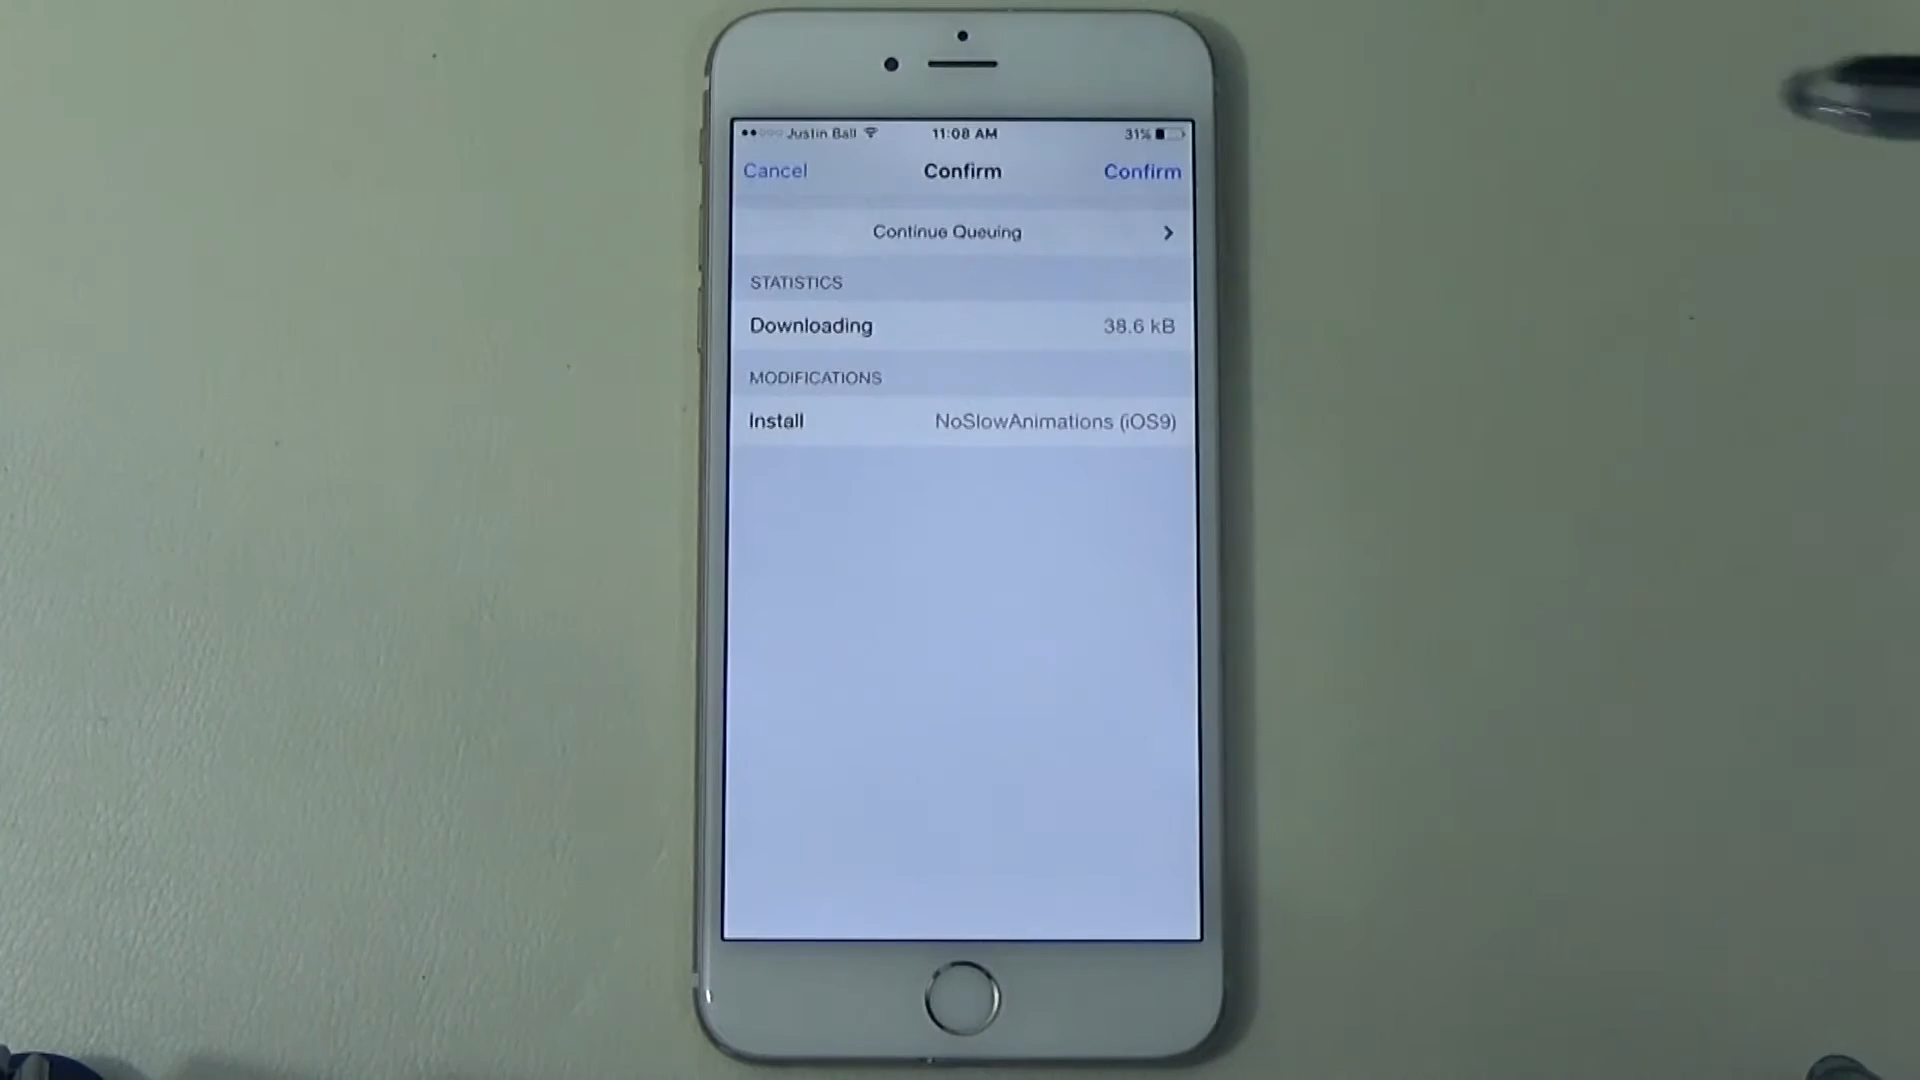 Justin Ball 11:08 AM 31%
Cancel Confirm Confirm
Continue Queuing
STATISTICS
Downloading 38.6 kB
MODIFICATIONS
Install NoSlowAnimations (iOS9)